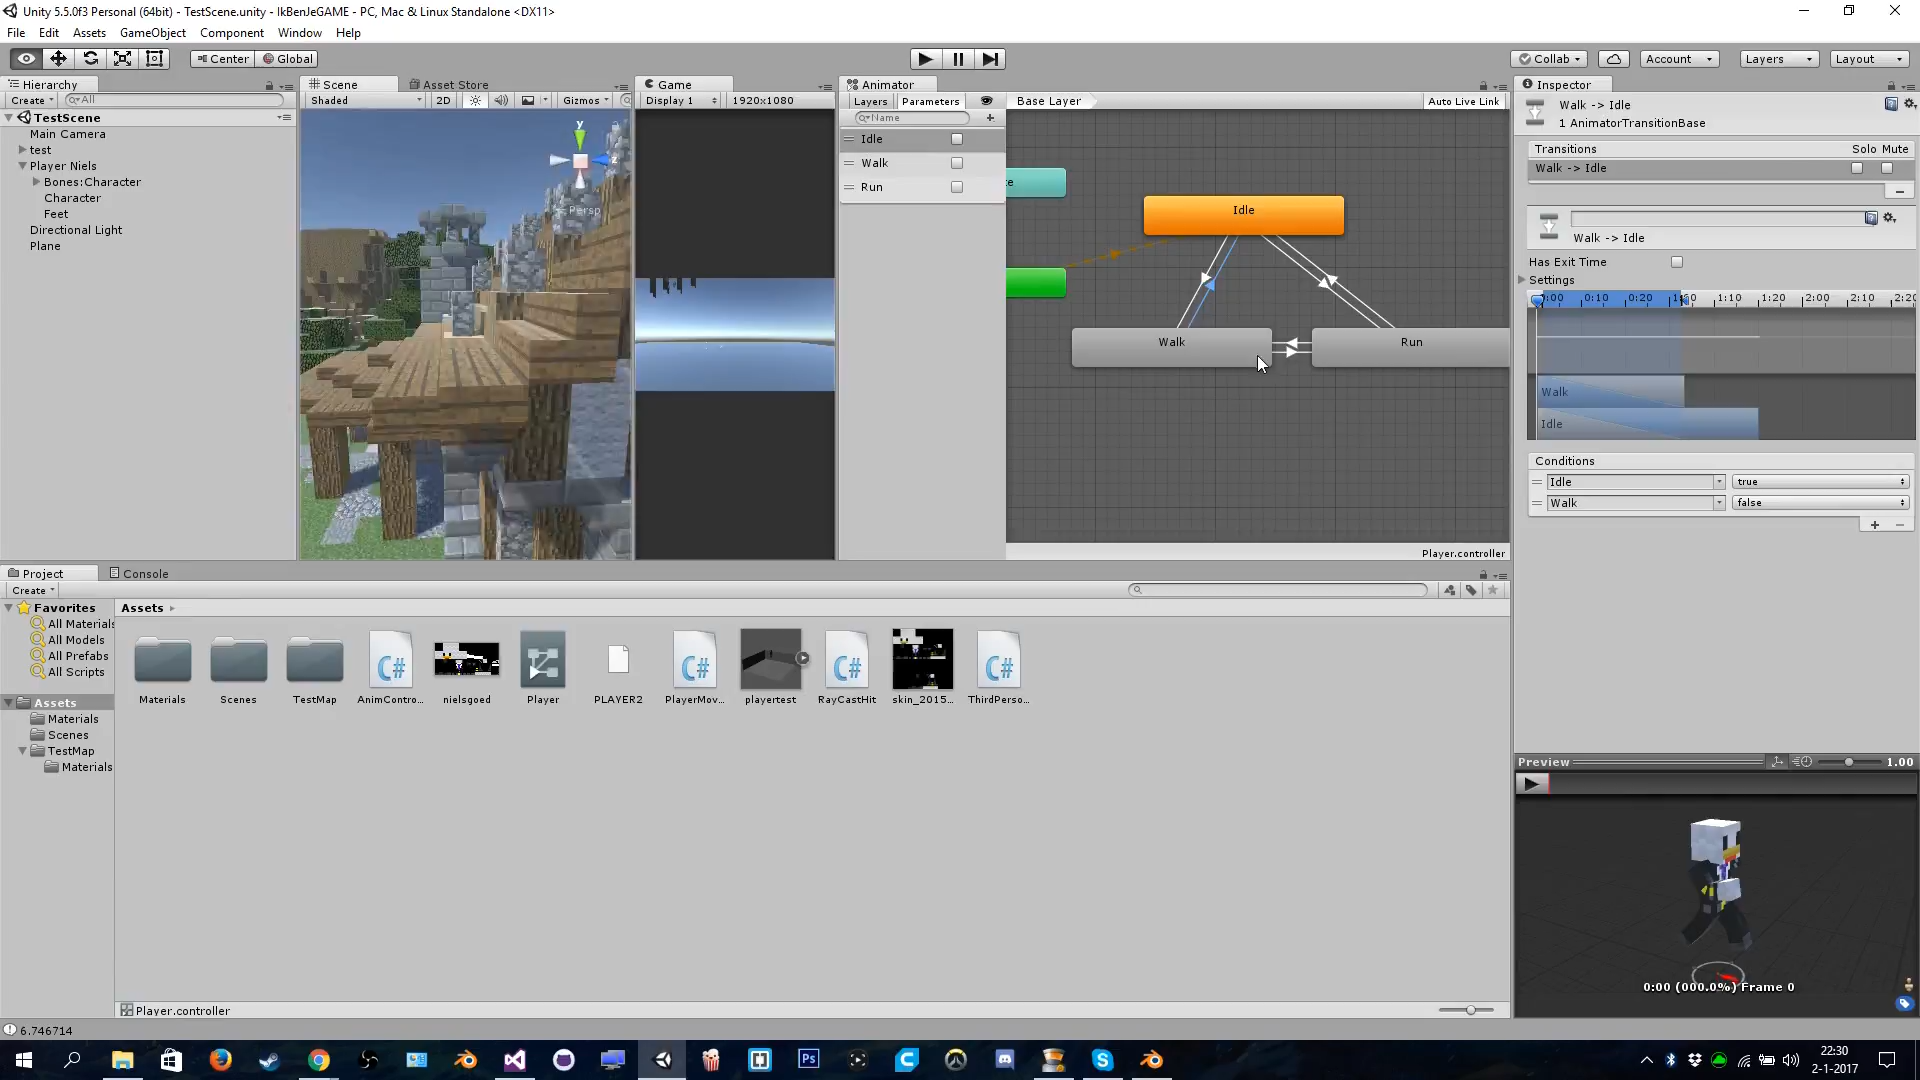 Unity 5.5.0f3 Personal (64bit) - TestScene.unity - IkBenJeGAME - PC, Mac & Linux Standalone <DX11>
File Edit Assets GameObject Component Window Help
Center Global Collab Account Layers Layout
Hierarchy Scene Asset Store Game Animator Inspector
Create All Shaded 2D Gizmos Display 1 1920x1080 Layers Parameters Base Layer Auto Live Link
Walk -> Idle
1 AnimatorTransitionBase
TestScene
Main Camera
test
Player Niels
Bones:Character
Character
Feet
Directional Light
Plane
y
z
Persp
Name
Idle
Walk
Run
Idle
Walk
Run
Player.controller
Transitions Solo Mute
Walk -> Idle
Walk -> Idle
Has Exit Time
Settings
0:00 0:10 0:20 1:10 1:20 2:00 2:10 2:20
Walk
Idle
Conditions
Idle true
Walk false
Project Console
Create
Favorites
All Materials
All Models
All Prefabs
All Scripts
Assets
Materials
Scenes
TestMap
Materials
Assets
Materials Scenes TestMap AnimContro... nielsgoed Player PLAYER2 PlayerMov... playertest RayCastHit skin_2015... ThirdPerso...
Preview 1.00
0:00 (000.0%) Frame 0
Player.controller
6.746714
Ps
22:30
2-1-2017